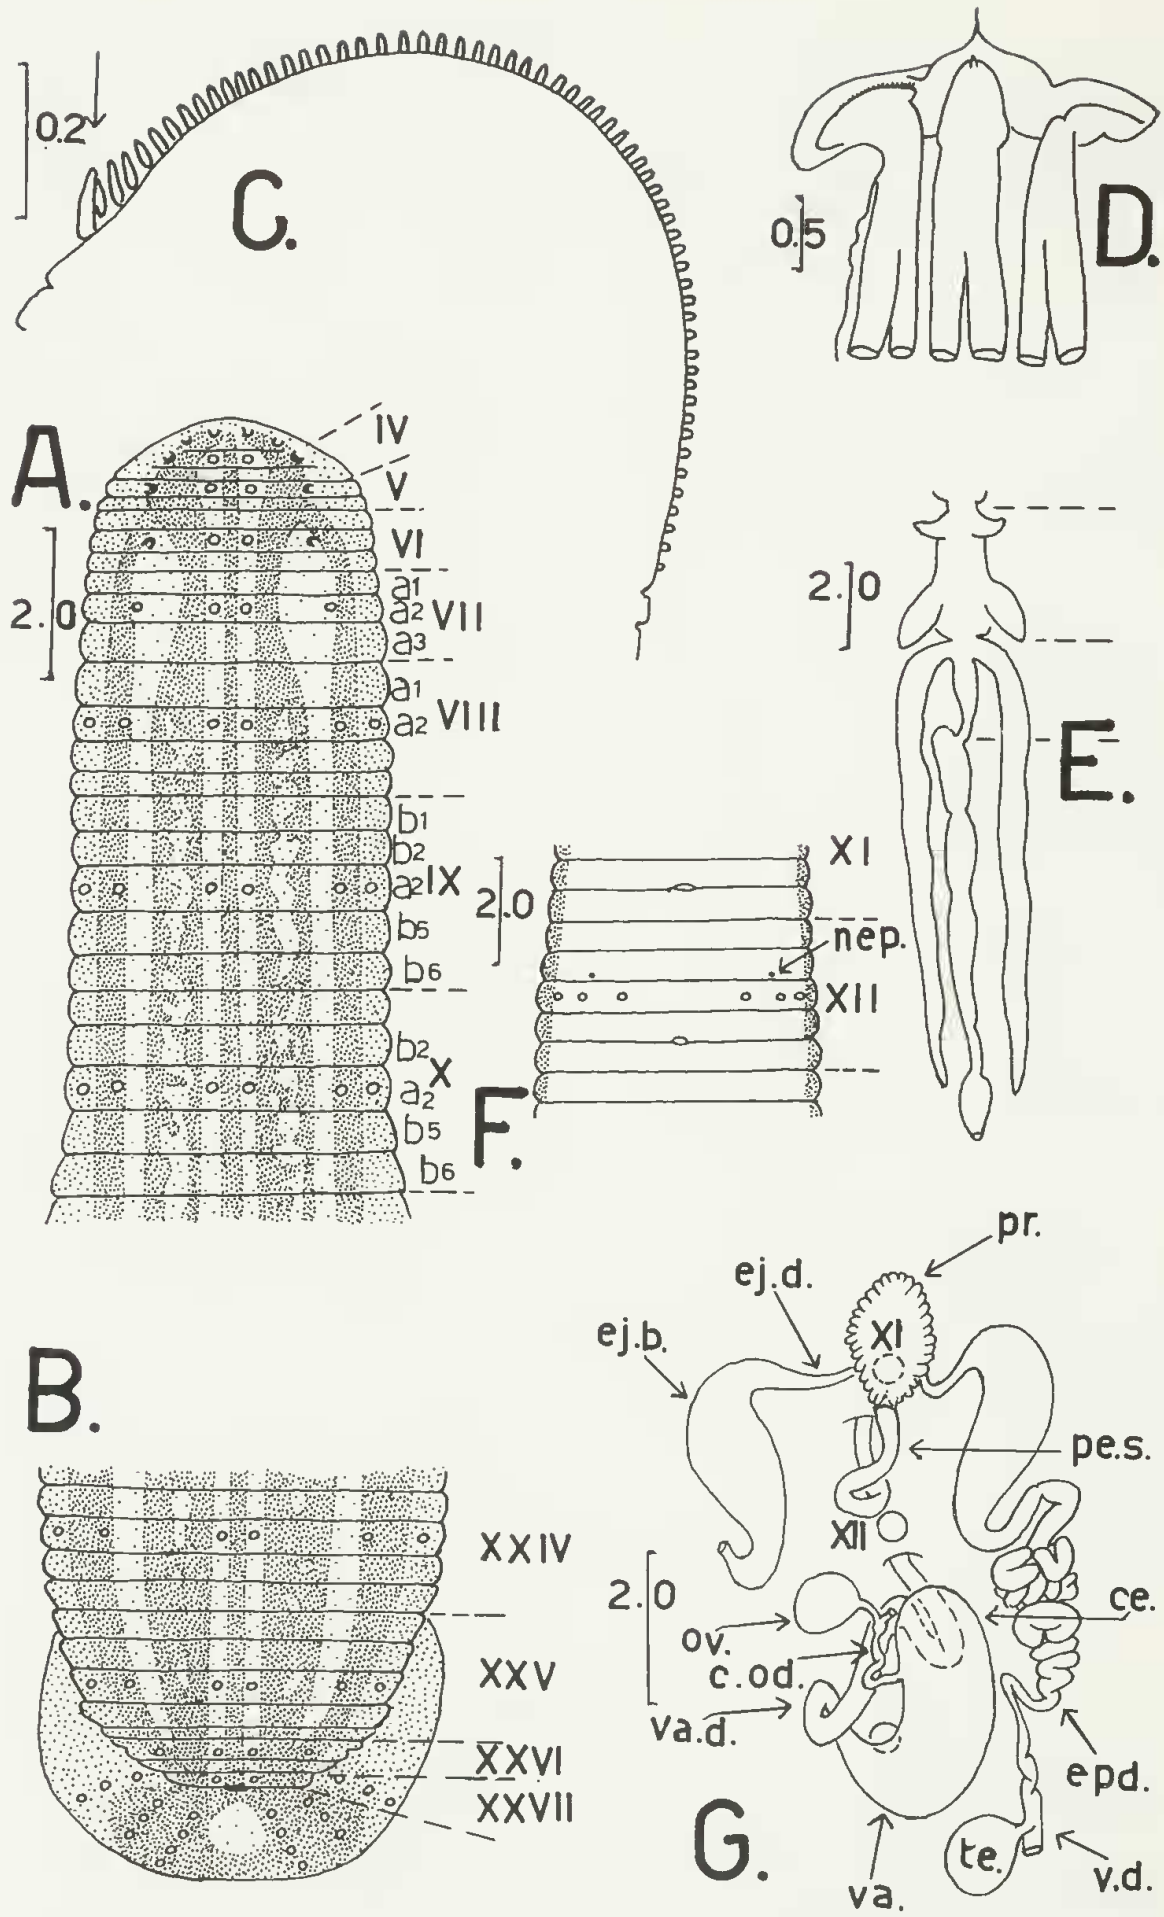 C.
0.2
D.
0.5
A.
2.0
IV
V
VI
a1
a2 VII
a3
a1
a2 VIII
b1
b2
a2 IX
b5
b6
b2
a2 X
b5
b6
E.
2.0
F.
2.0
XI
nep.
XII
B.
XXIV
XXV
XXVI
XXVII
G.
2.0
pr.
ej.d.
ej.b.
XI
pe.s.
XII
ce.
ov.
c.od.
va.d.
epd.
te.
v.d.
va.